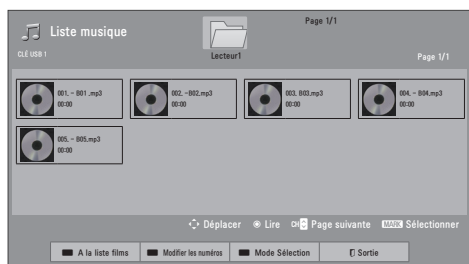 Page 1/1
Liste musique
CLÉ USB 1
Lecteur1
Page 1/1
001. - B01 .mp3
00:00
002. -B02.mp3
00:00
003. B03.mp3
00:00
004. - B04.mp3
00:00
005. - B05.mp3
00:00
Déplacer Lire CH Page suivante MARK Sélectionner
A la liste films Modifier les numéros Mode Sélection Sortie